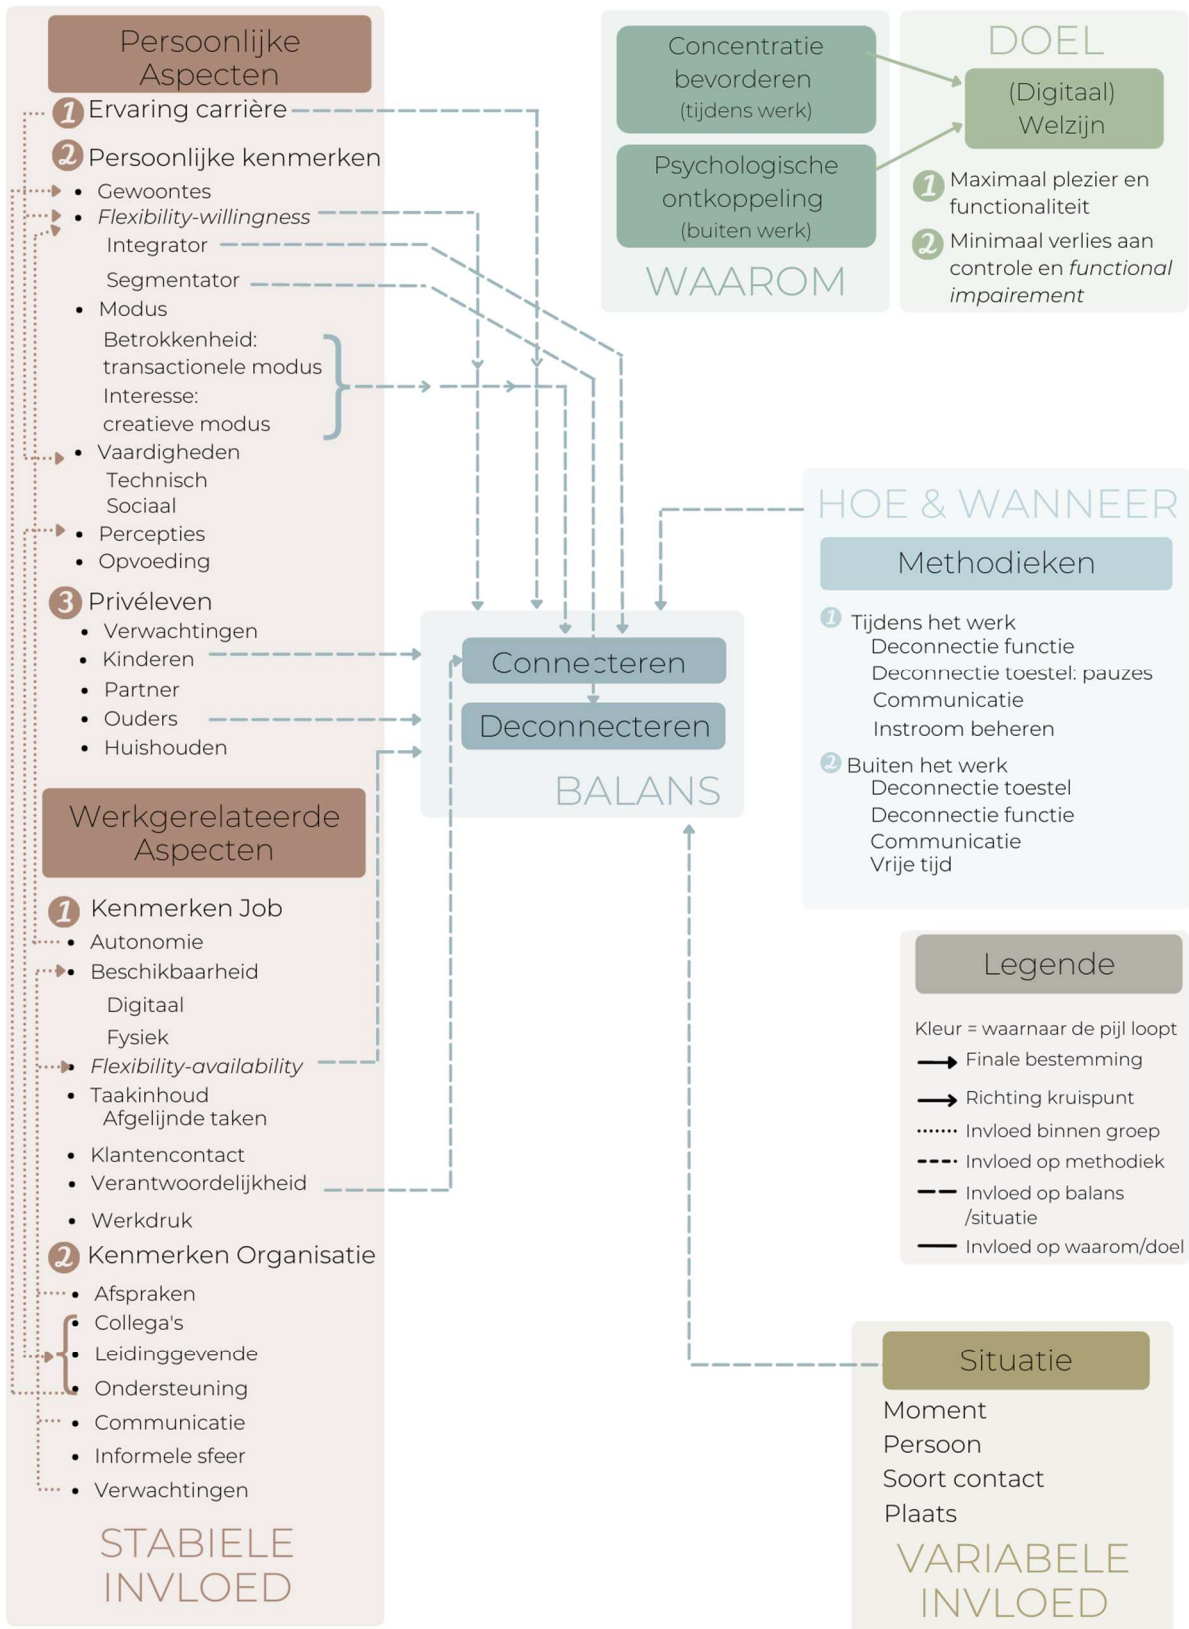 Persoonlijke
Aspecten
1 Ervaring carrière
2 Persoonlijke kenmerken
• Gewoontes
• Flexibility-willingness
Integrator
Segmentator
• Modus
Betrokkenheid:
transactionele modus
Interesse:
creatieve modus
• Vaardigheden
Technisch
Sociaal
• Percepties
• Opvoeding
3 Privéleven
• Verwachtingen
• Kinderen
• Partner
• Ouders
• Huishouden
Werkgerelateerde
Aspecten
1 Kenmerken Job
• Autonomie
• Beschikbaarheid
Digitaal
Fysiek
• Flexibility-availability
• Taakinhoud
Afgelijnde taken
• Klantencontact
• Verantwoordelijkheid
• Werkdruk
2 Kenmerken Organisatie
• Afspraken
• Collega's
• Leidinggevende
• Ondersteuning
• Communicatie
• Informele sfeer
• Verwachtingen
STABIELE
INVLOED
Connecteren
Deconnecteren
BALANS
Concentratie
bevorderen
(tijdens werk)
Psychologische
ontkoppeling
(buiten werk)
WAAROM
DOEL
(Digitaal)
Welzijn
1 Maximaal plezier en
functionaliteit
2 Minimaal verlies aan
controle en functional
impairement
HOE & WANNEER
Methodieken
1 Tijdens het werk
Deconnectie functie
Deconnectie toestel: pauzes
Communicatie
Instroom beheren
2 Buiten het werk
Deconnectie toestel
Deconnectie functie
Communicatie
Vrije tijd
Legende
Kleur = waarnaar de pijl loopt
Finale bestemming
Richting kruispunt
Invloed binnen groep
Invloed op methodiek
Invloed op balans
/situatie
Invloed op waarom/doel
Situatie
Moment
Persoon
Soort contact
Plaats
VARIABELE
INVLOED